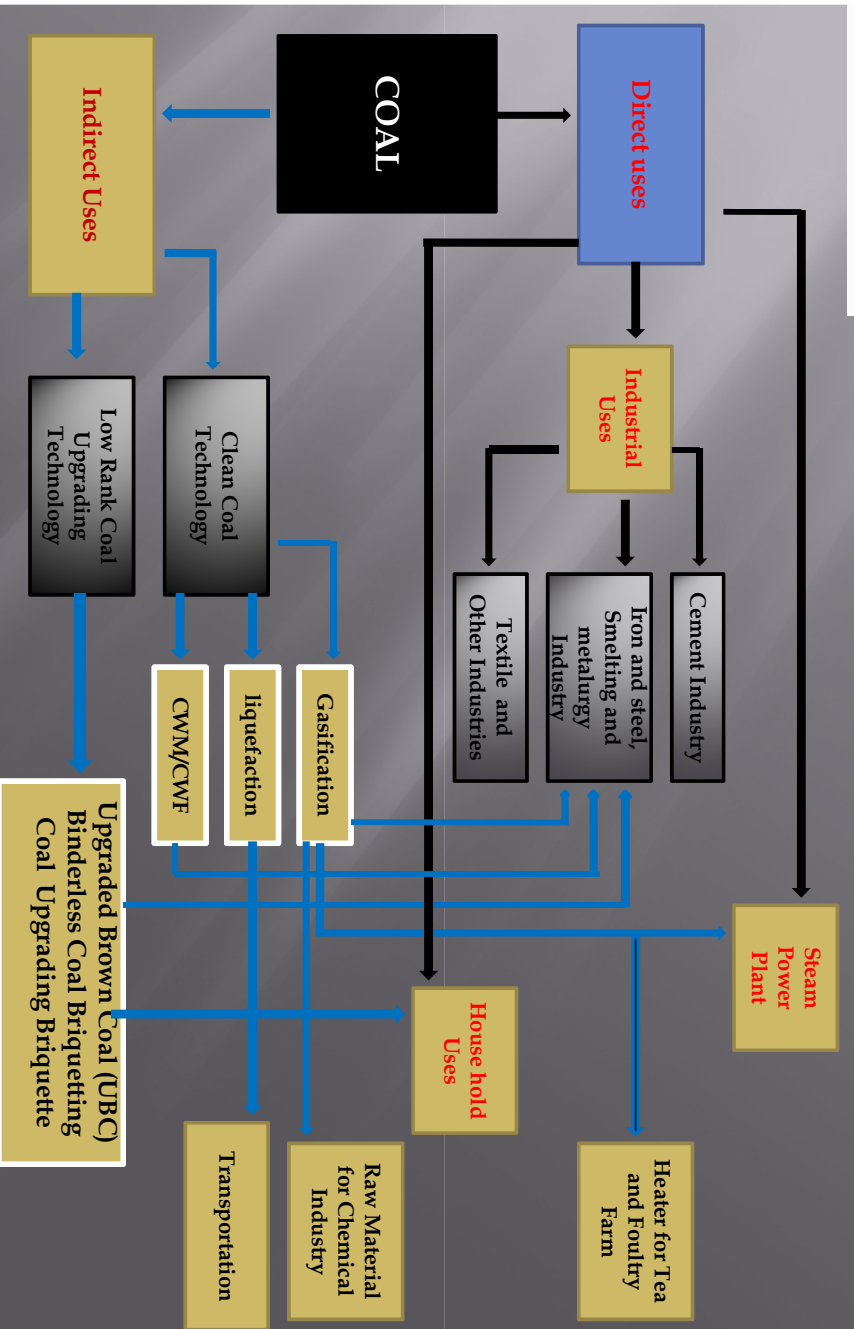 Steam
Power
Plant
Direct uses
Industrial
Uses
Cement Industry
Iron and steel,
Smelting and
metalurgy
Industry
Heater for Tea
and Foultry
Farm
Textile and
Other Industries
House hold
Uses
COAL
Gasification
Raw Material
for Chemical
Industry
Clean Coal
Technology
liquefaction
Transportation
CWM/CWF
Indirect Uses
Low Rank Coal
Upgrading
Technology
Upgraded Brown Coal (UBC)
Binderless Coal Briquetting
Coal Upgrading Briquette